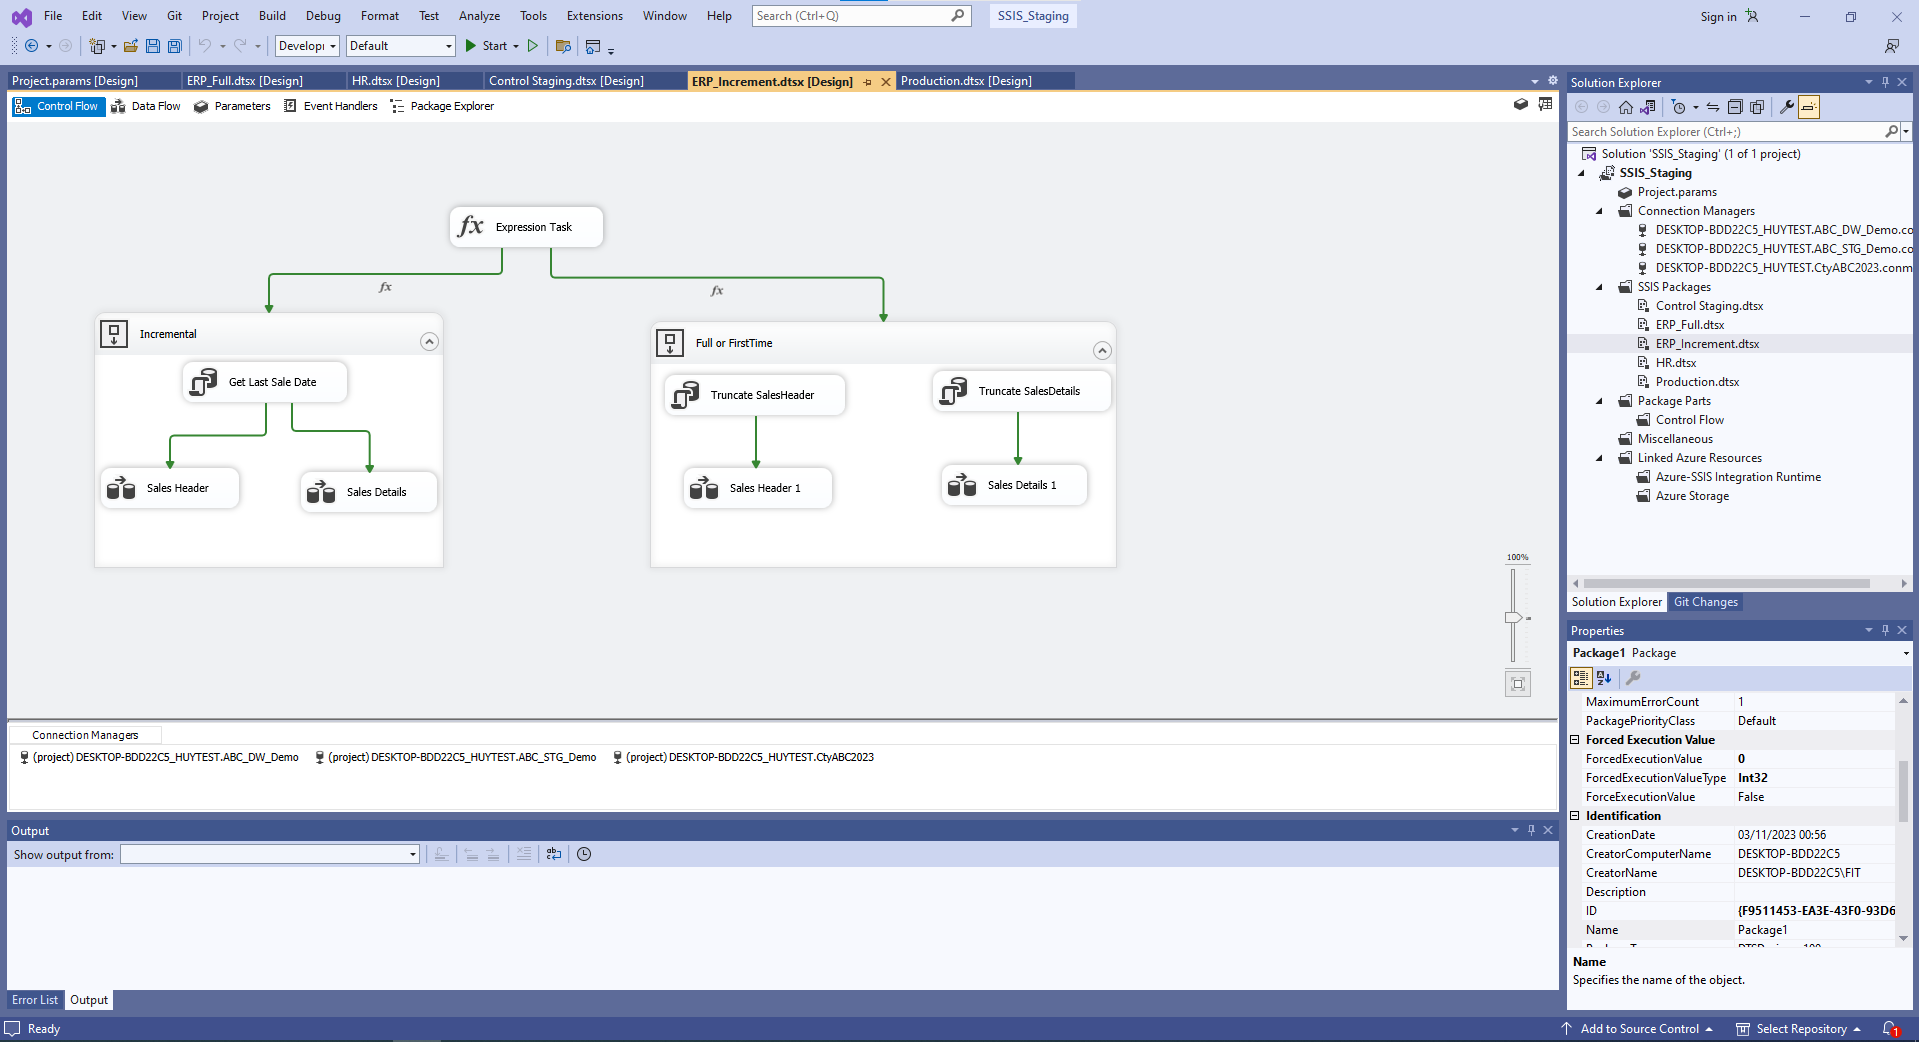 File Edit View Git Project Build Debug Format Test Analyze Tools Extensions Window Help Search (Ctrl+Q) SSIS_Staging Sign in
Develop Default Start
Project.params [Design] ERP_Full.dtsx [Design] HR.dtsx [Design] Control Staging.dtsx [Design] ERP_Increment.dtsx [Design] Production.dtsx [Design]
Control Flow Data Flow Parameters Event Handlers Package Explorer
fx Expression Task
fx
fx
Incremental
Get Last Sale Date
Sales Header
Sales Details
Full or FirstTime
Truncate SalesHeader
Truncate SalesDetails
Sales Header 1
Sales Details 1
100%
Connection Managers
(project) DESKTOP-BDD22C5_HUYTEST.ABC_DW_Demo (project) DESKTOP-BDD22C5_HUYTEST.ABC_STG_Demo (project) DESKTOP-BDD22C5_HUYTEST.CtyABC2023
Output
Show output from:
Error List Output
Solution Explorer
Search Solution Explorer (Ctrl+;)
Solution 'SSIS_Staging' (1 of 1 project)
SSIS_Staging
Project.params
Connection Managers
DESKTOP-BDD22C5_HUYTEST.ABC_DW_Demo.co
DESKTOP-BDD22C5_HUYTEST.ABC_STG_Demo.co
DESKTOP-BDD22C5_HUYTEST.CtyABC2023.conm
SSIS Packages
Control Staging.dtsx
ERP_Full.dtsx
ERP_Increment.dtsx
HR.dtsx
Production.dtsx
Package Parts
Control Flow
Miscellaneous
Linked Azure Resources
Azure-SSIS Integration Runtime
Azure Storage
Solution Explorer Git Changes
Properties
Package1 Package
MaximumErrorCount 1
PackagePriorityClass Default
Forced Execution Value
ForcedExecutionValue 0
ForcedExecutionValueType Int32
ForceExecutionValue False
Identification
CreationDate 03/11/2023 00:56
CreatorComputerName DESKTOP-BDD22C5
CreatorName DESKTOP-BDD22C5\FIT
Description
ID {F9511453-EA3E-43F0-93D6
Name Package1
Name
Specifies the name of the object.
Ready Add to Source Control Select Repository 1